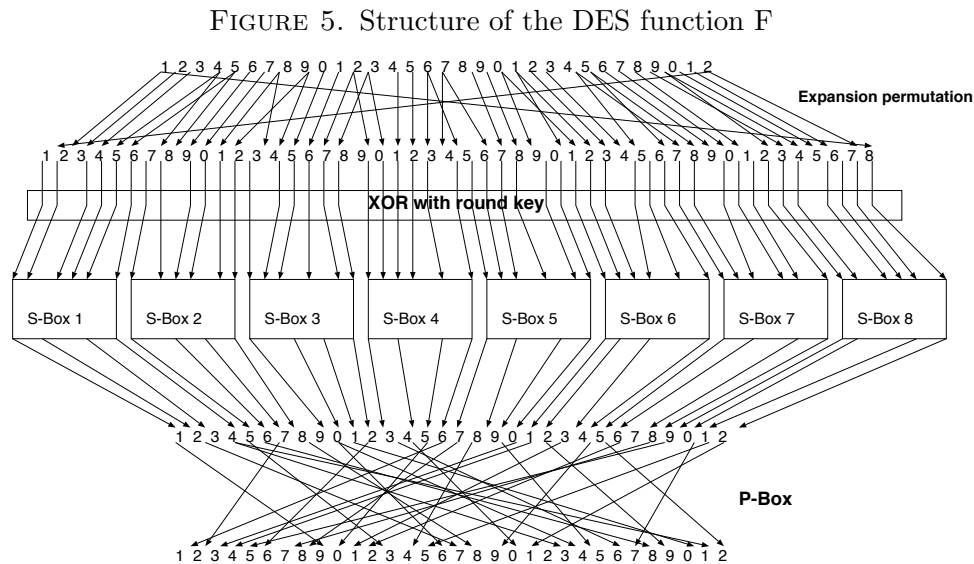 FIGURE 5. Structure of the DES function F
1 2 3 4 5 6 7 8 9 0 1 2 3 4 5 6 7 8 9 0 1 2 3 4 5 6 7 8 9 0 1 2
Expansion permutation
1 2 3 4 5 6 7 8 9 0 1 2 3 4 5 6 7 8 9 0 1 2 3 4 5 6 7 8 9 0 1 2 3 4 5 6 7 8 9 0 1 2 3 4 5 6 7 8
XOR with round key
S-Box 1 S-Box 2 S-Box 3 S-Box 4 S-Box 5 S-Box 6 S-Box 7 S-Box 8
1 2 3 4 5 6 7 8 9 0 1 2 3 4 5 6 7 8 9 0 1 2 3 4 5 6 7 8 9 0 1 2
P-Box
1 2 3 4 5 6 7 8 9 0 1 2 3 4 5 6 7 8 9 0 1 2 3 4 5 6 7 8 9 0 1 2